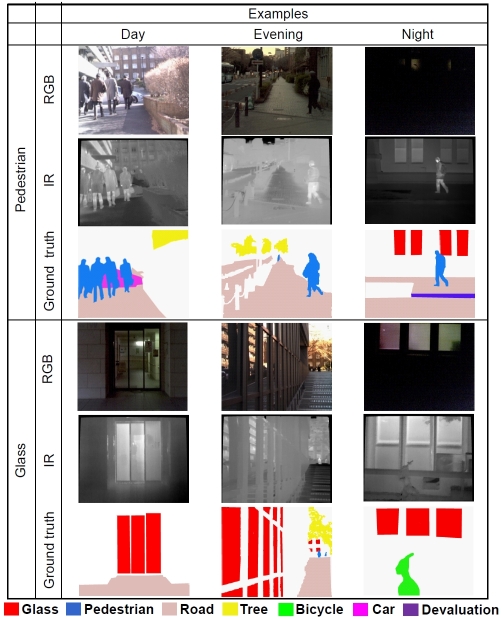 Examples
Day Evening Night
Pedestrian
RGB
IR
Ground truth
Glass
RGB
IR
Ground truth
Glass Pedestrian Road Tree Bicycle Car Devaluation